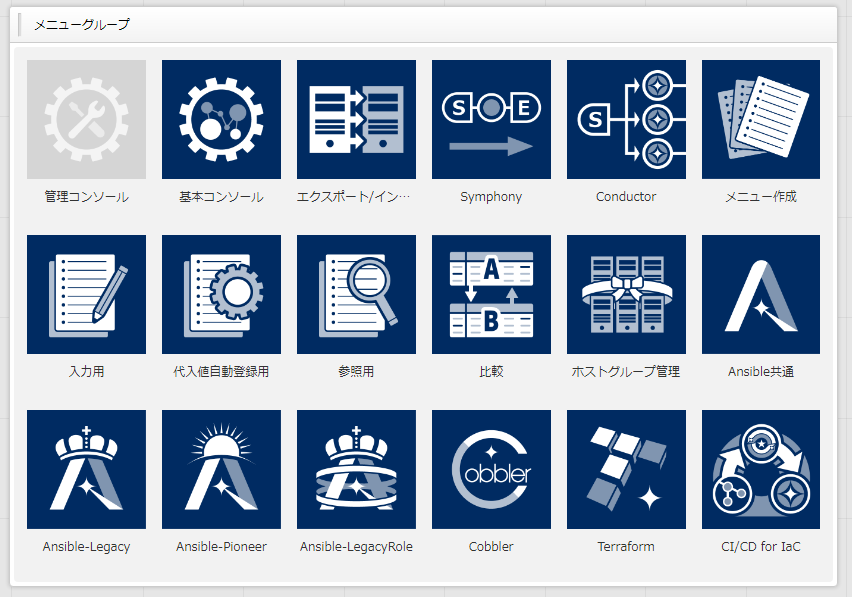 メニューグループ
管理コンソール
基本コンソール
エクスポート/イン…
S O E
Symphony
S
Conductor
メニュー作成
入力用
代入値自動登録用
参照用
A
B
比較
ホストグループ管理
Ansible共通
Ansible-Legacy
Ansible-Pioneer
Ansible-LegacyRole
Cobbler
Cobbler
Terraform
CI/CD for IaC